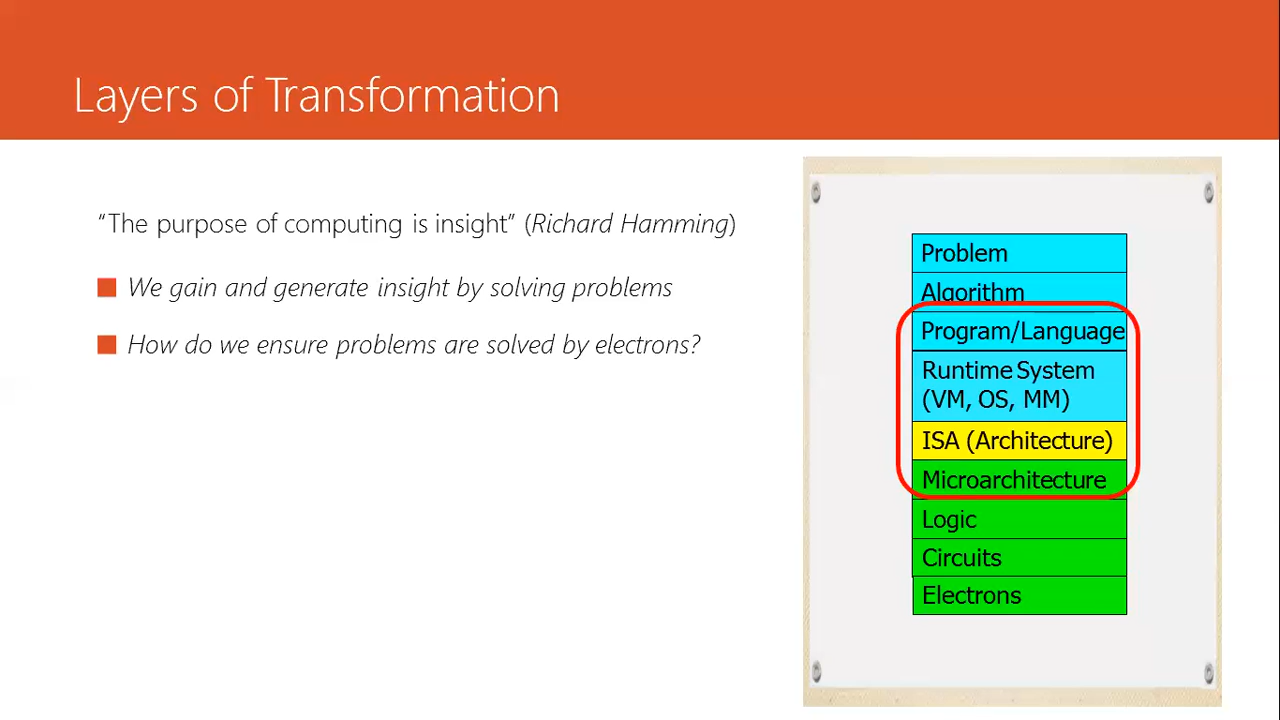 Layers of Transformation
“The purpose of computing is insight” (Richard Hamming)
We gain and generate insight by solving problems
How do we ensure problems are solved by electrons?
Problem
Algorithm
Program/Language
Runtime System
(VM, OS, MM)
ISA (Architecture)
Microarchitecture
Logic
Circuits
Electrons